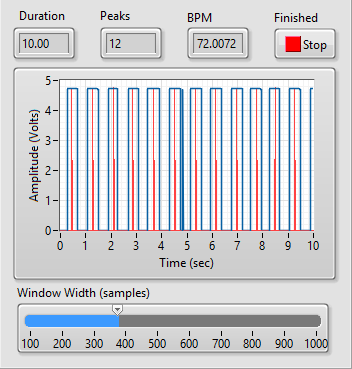 Duration Peaks BPM Finished
10.00 12 72.0072 Stop
Amplitude (Volts)
5
4
3
2
1
0
0 1 2 3 4 5 6 7 8 9 10
Time (sec)
Window Width (samples)
100 200 300 400 500 600 700 800 900 1000